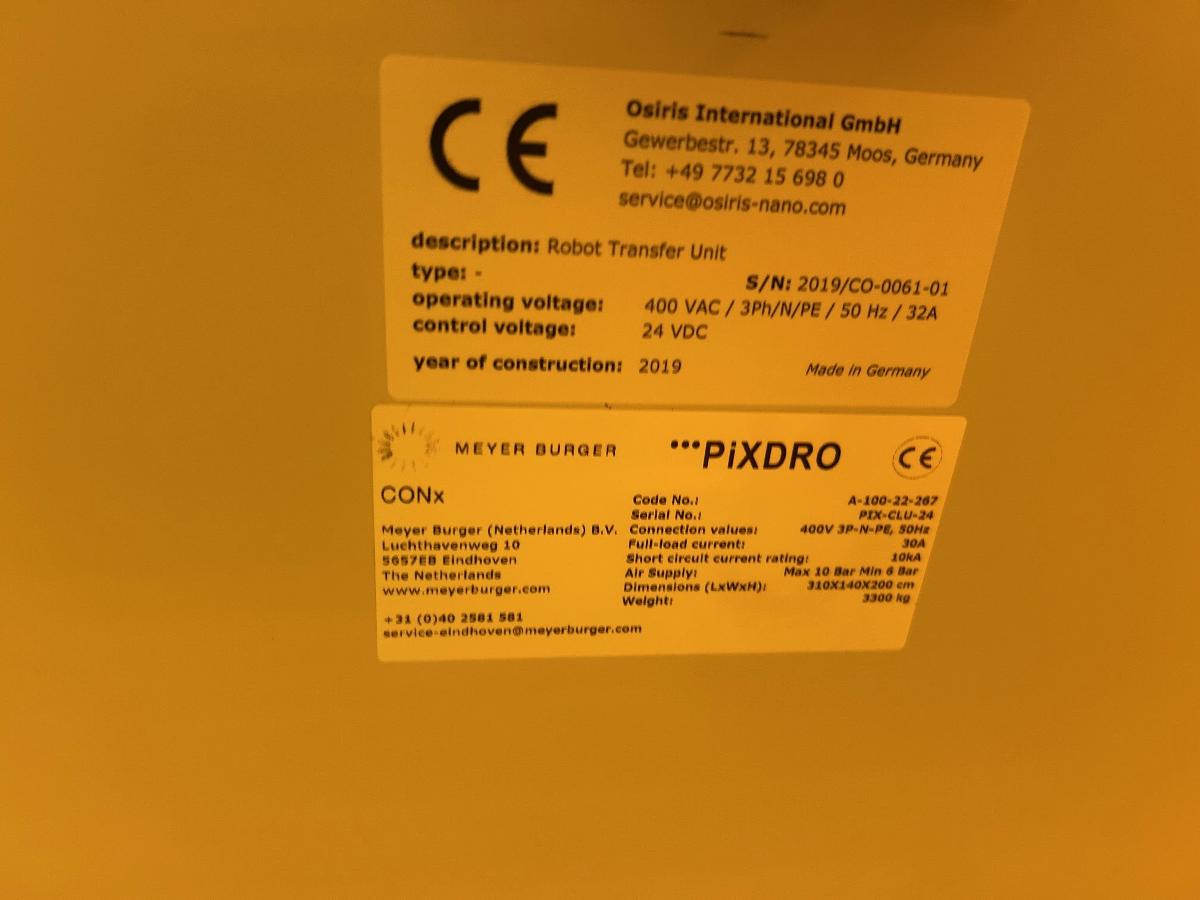 CE
Osiris International GmbH
Gewerbestr. 13, 78345 Moos, Germany
Tel: +49 7732 15 698 0
service@osiris-nano.com
description: Robot Transfer Unit
type: -
S/N: 2019/CO-0061-01
operating voltage: 400 VAC / 3Ph/N/PE / 50 Hz / 32A
control voltage: 24 VDC
year of construction: 2019
Made in Germany
MEYER BURGER
PiXDRO
CE
CONx
Meyer Burger (Netherlands) B.V.
Luchthavenweg 10
5657EB Eindhoven
The Netherlands
www.meyerburger.com
+31 (0)40 2581 581
service-eindhoven@meyerburger.com
Code No.: A-100-22-267
Serial No.: PIX-CLU-24
Connection values: 400V 3P-N-PE, 50Hz
Full-load current: 30A
Short circuit current rating: 10kA
Air Supply: Max 10 Bar Min 6 Bar
Dimensions (LxWxH): 310X140X200 cm
Weight: 3300 kg